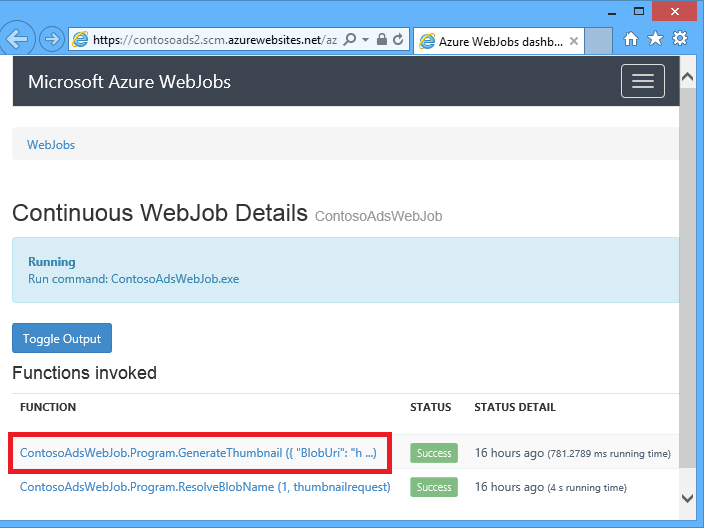 https://contosoads2.scm.azurewebsites.net/az
Azure WebJobs dashb...
Microsoft Azure WebJobs
WebJobs
Continuous WebJob Details ContosoAdsWebJob
Running
Run command: ContosoAdsWebJob.exe
Toggle Output
Functions invoked
FUNCTION STATUS STATUS DETAIL
ContosoAdsWebJob.Program.GenerateThumbnail ({ "BlobUri": "h ...) Success 16 hours ago (781.2789 ms running time)
ContosoAdsWebJob.Program.ResolveBlobName (1, thumbnailrequest) Success 16 hours ago (4 s running time)